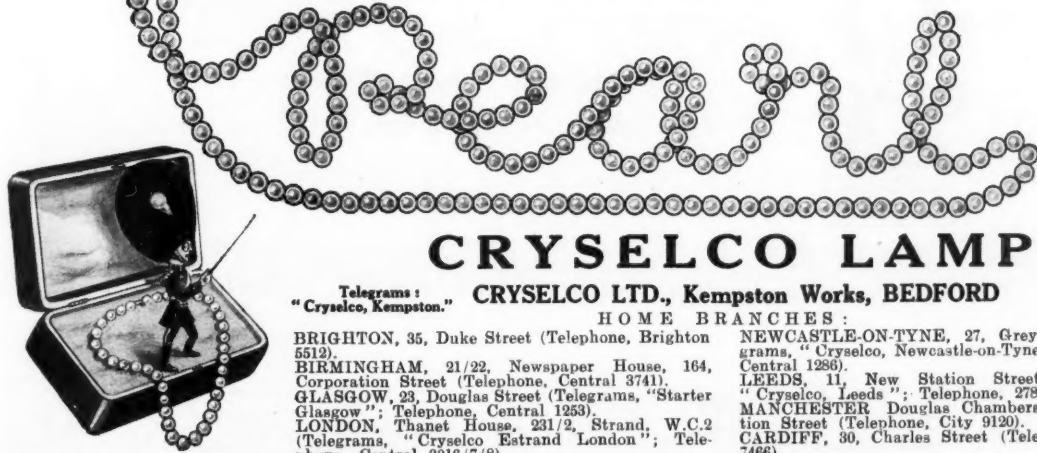 Pearl
CRYSELCO LAMP
Telegrams :
"Cryselco, Kempston."
CRYSELCO LTD., Kempston Works, BEDFORD
HOME BRANCHES :
BRIGHTON, 35, Duke Street (Telephone, Brighton
5512).
BIRMINGHAM, 21/22, Newspaper House, 164,
Corporation Street (Telephone, Central 3741).
GLASGOW, 23, Douglas Street (Telegrams, "Starter
Glasgow"; Telephone, Central 1253).
LONDON, Thanet House, 231/2, Strand, W.C.2
(Telegrams, "Cryselco Estrand London"; Tele-
NEWCASTLE-ON-TYNE, 27, Grey
grams, "Cryselco, Newcastle-on-Tyne
Central 1286).
LEEDS, 11, New Station Street
"Cryselco, Leeds"; Telephone, 278
MANCHESTER Douglas Chambers
tion Street (Telephone, City 9120).
CARDIFF, 30, Charles Street (Tele